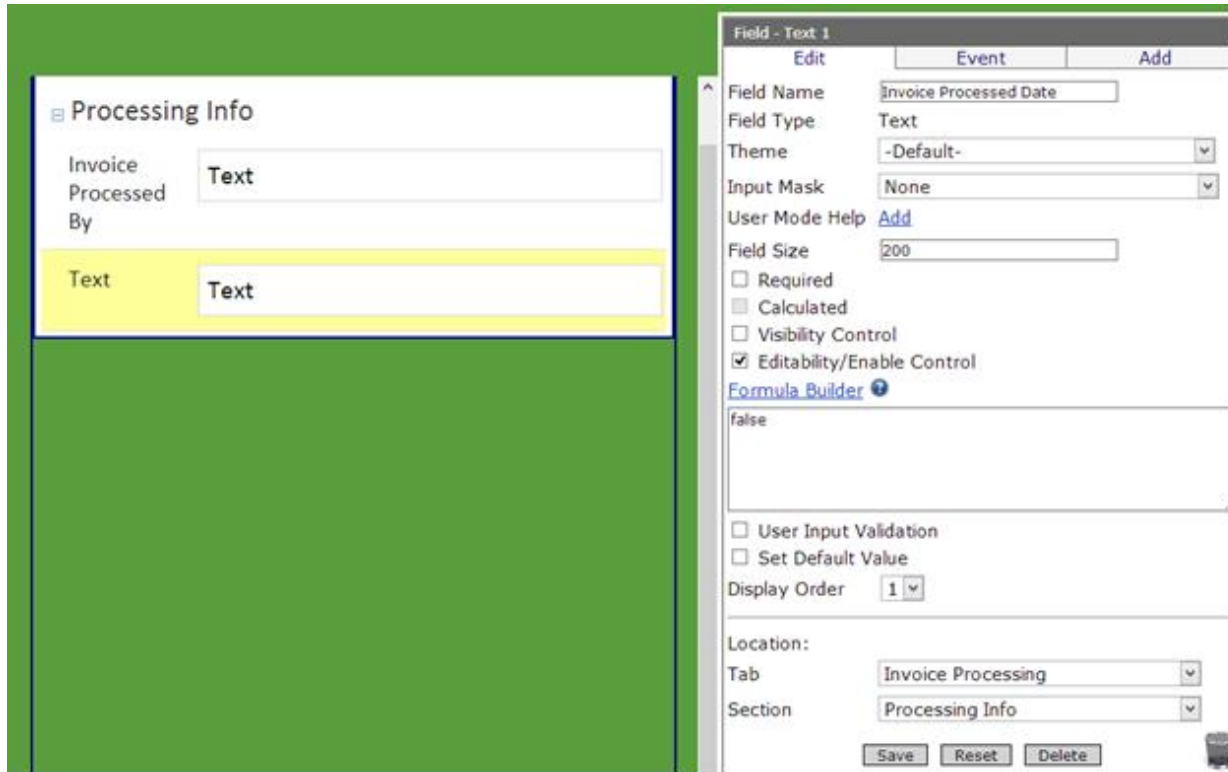 Processing Info
Invoice
Processed
By
Text
Text
Text
Field - Text 1
Edit Event Add
Field Name Invoice Processed Date
Field Type Text
Theme -Default-
Input Mask None
User Mode Help Add
Field Size 200
Required
Calculated
Visibility Control
Editability/Enable Control
Formula Builder ?
false
User Input Validation
Set Default Value
Display Order 1
Location:
Tab Invoice Processing
Section Processing Info
Save Reset Delete